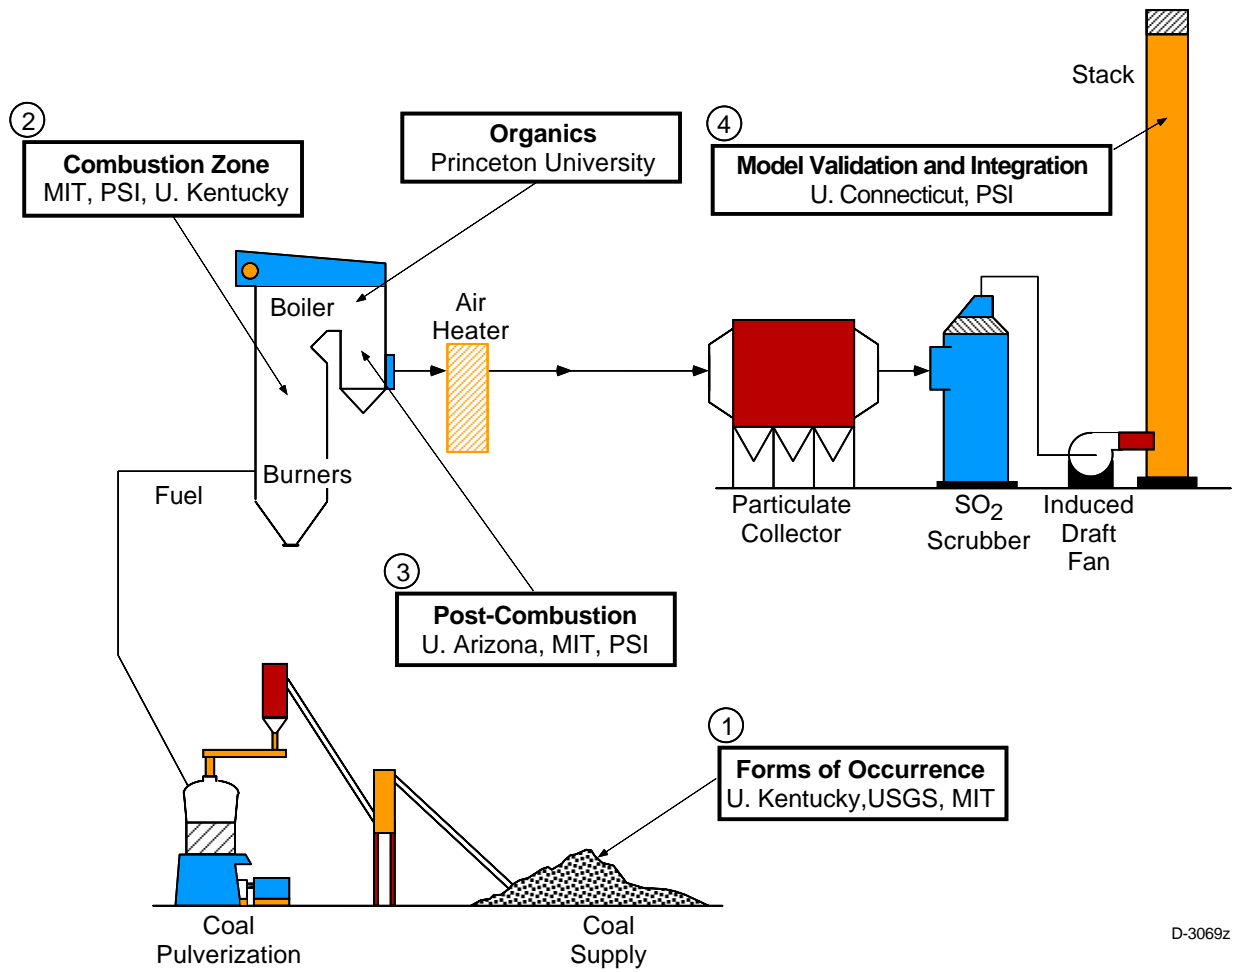 Stack
2
Combustion Zone
MIT, PSI, U. Kentucky
Organics
Princeton University
4
Model Validation and Integration
U. Connecticut, PSI
Boiler
Air
Heater
Burners
Fuel
Particulate
Collector
SO2
Scrubber
Induced
Draft
Fan
3
Post-Combustion
U. Arizona, MIT, PSI
1
Forms of Occurrence
U. Kentucky,USGS, MIT
Coal
Pulverization
Coal
Supply
D-3069z